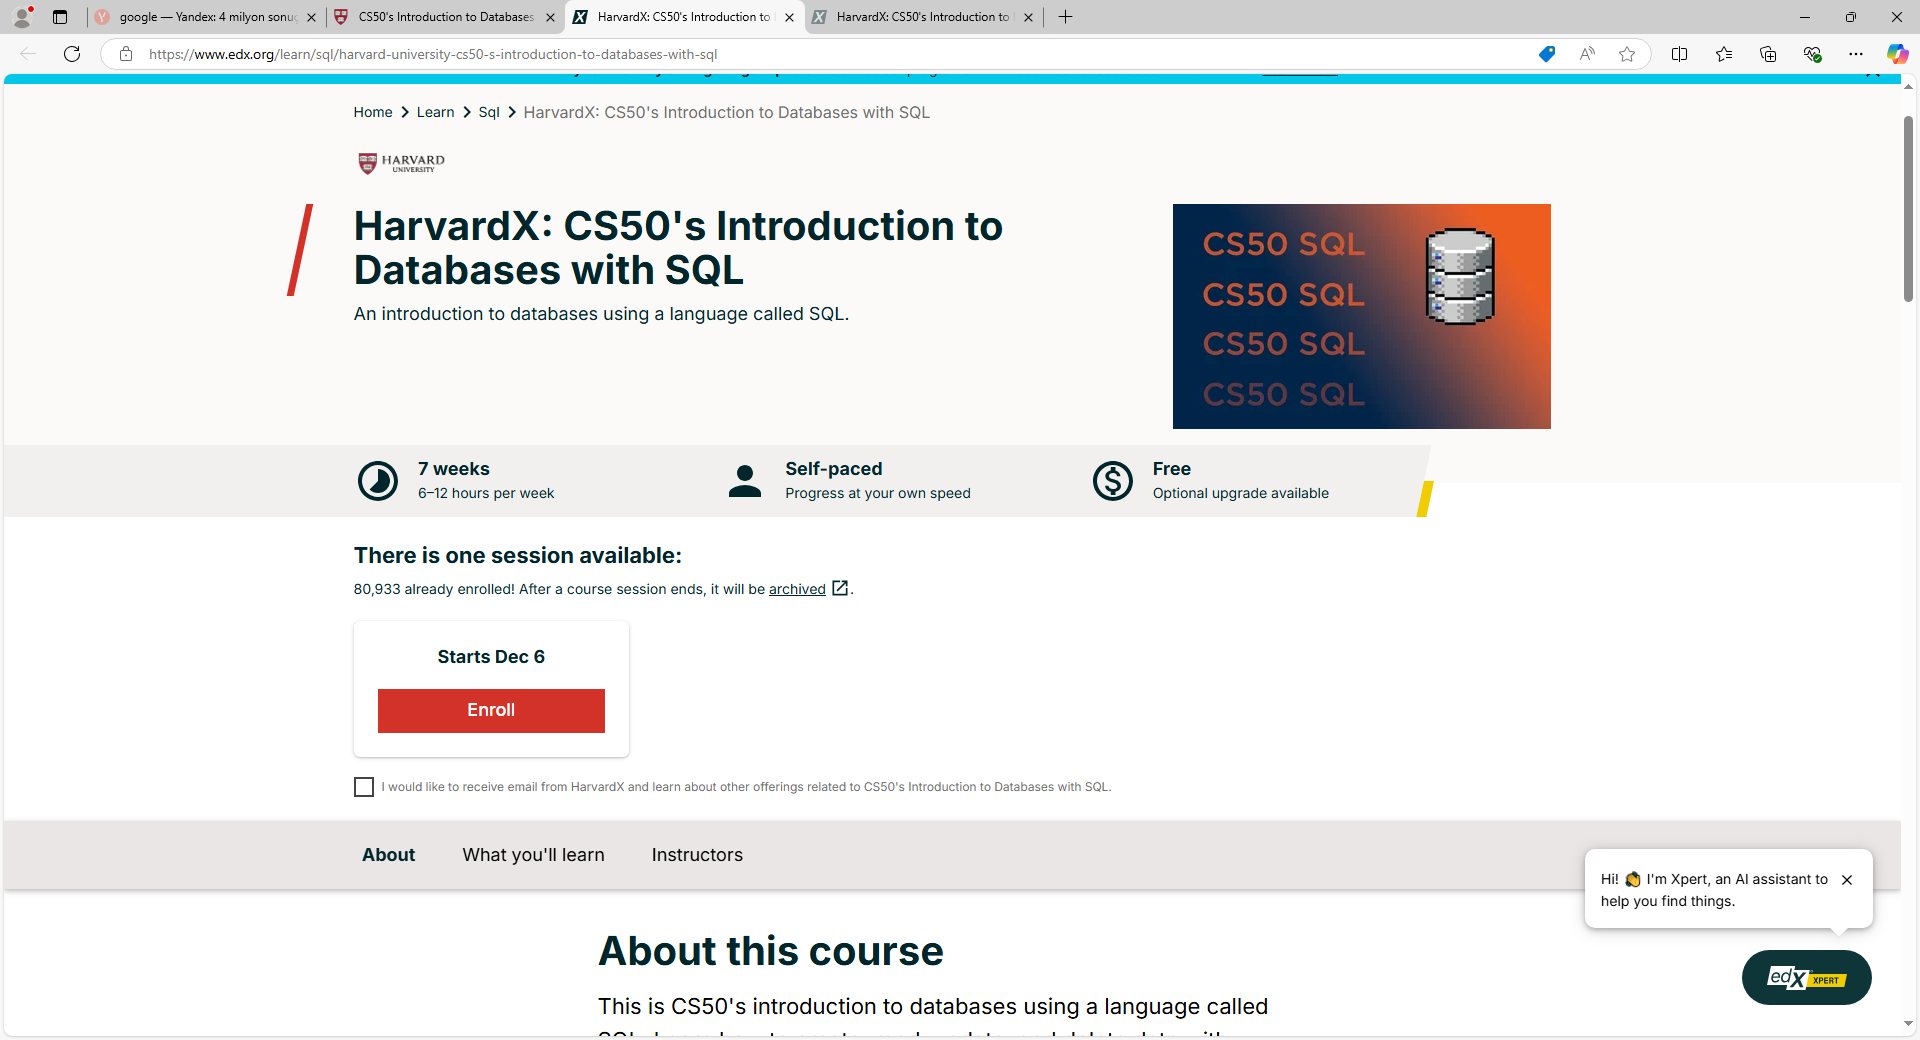 google — Yandex: 4 milyon sonuç
CS50's Introduction to Databases
HarvardX: CS50's Introduction to
HarvardX: CS50's Introduction to
https://www.edx.org/learn/sql/harvard-university-cs50-s-introduction-to-databases-with-sql
Home
Learn
Sql
HarvardX: CS50's Introduction to Databases with SQL
HARVARD
UNIVERSITY
HarvardX: CS50's Introduction to
Databases with SQL
An introduction to databases using a language called SQL.
CS50 SQL
CS50 SQL
CS50 SQL
CS50 SQL
7 weeks
6–12 hours per week
Self-paced
Progress at your own speed
Free
Optional upgrade available
There is one session available:
80,933 already enrolled! After a course session ends, it will be archived.
Starts Dec 6
Enroll
I would like to receive email from HarvardX and learn about other offerings related to CS50's Introduction to Databases with SQL.
About
What you'll learn
Instructors
Hi! 👋 I'm Xpert, an AI assistant to
help you find things.
About this course
edX XPERT
This is CS50's introduction to databases using a language called